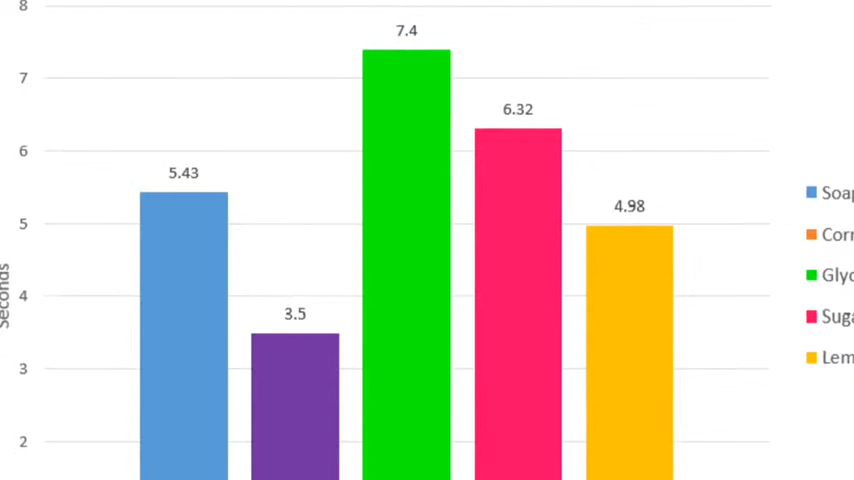 8
7.4
7
6.32
6
5.43
5
4.98
4
3.5
3
2
Seconds
Soap
Corn
Glyc
Suga
Lem